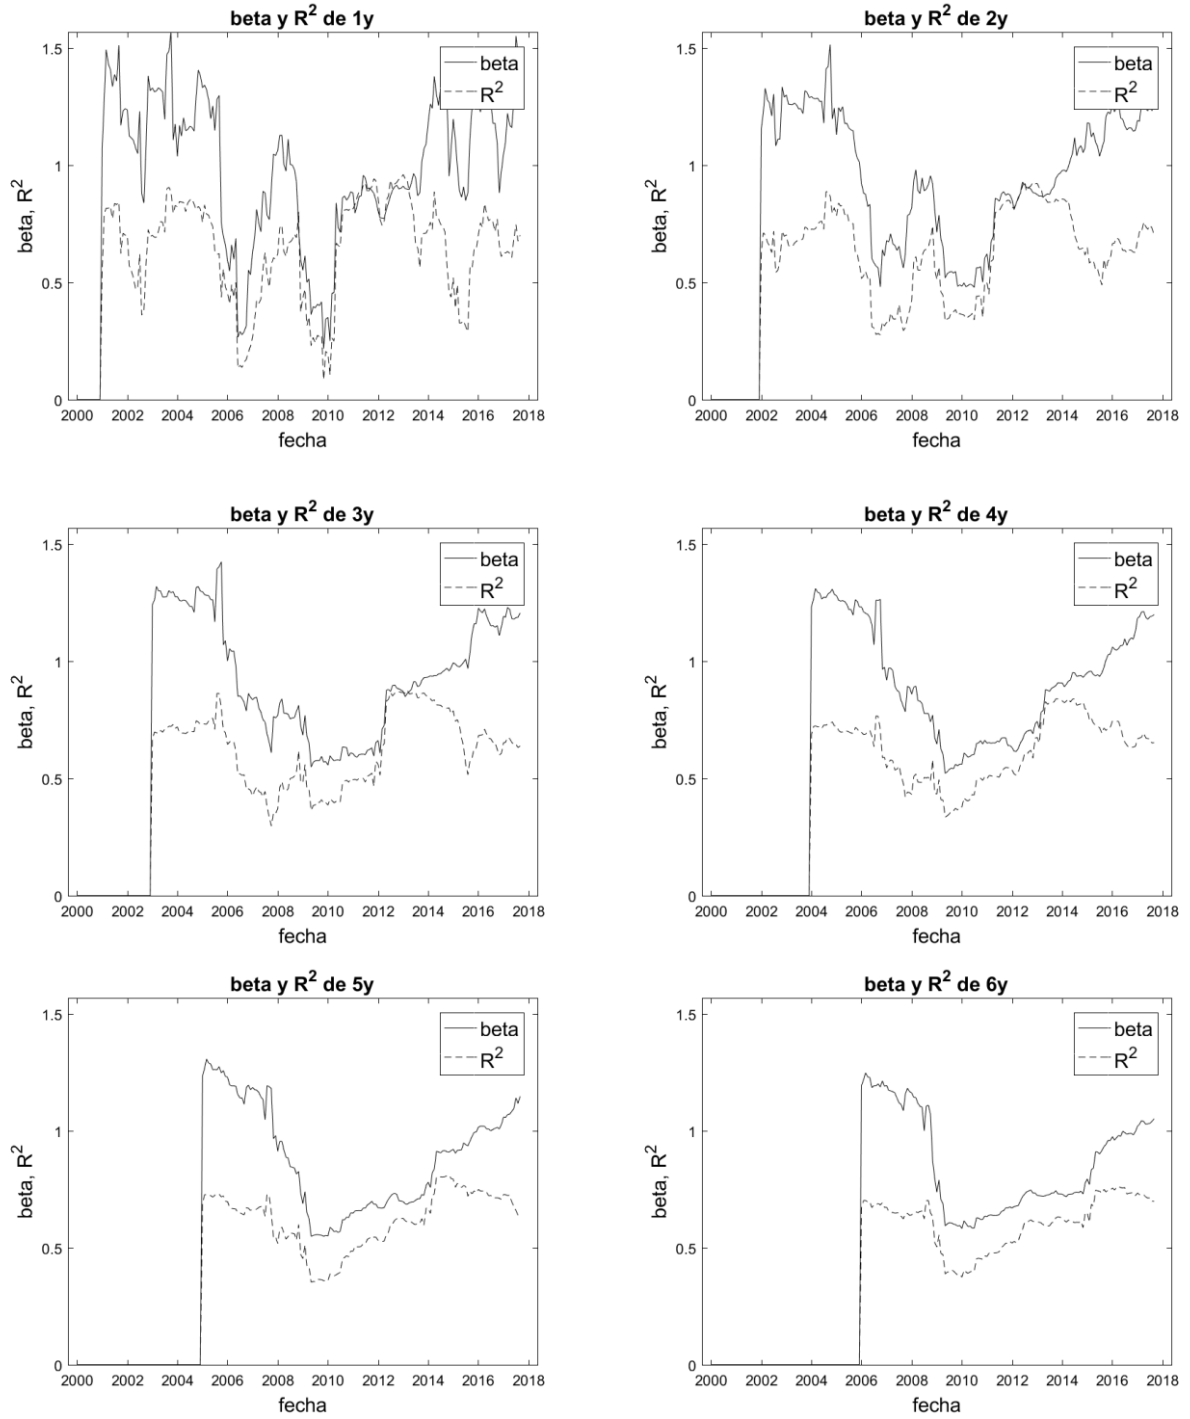 beta y R² de 1y
beta, R²
1.5
1
0.5
0
beta
R²
2000 2002 2004 2006 2008 2010 2012 2014 2016 2018
fecha
beta y R² de 2y
beta, R²
1.5
1
0.5
0
beta
R²
2000 2002 2004 2006 2008 2010 2012 2014 2016 2018
fecha
beta y R² de 3y
beta, R²
1.5
1
0.5
0
beta
R²
2000 2002 2004 2006 2008 2010 2012 2014 2016 2018
fecha
beta y R² de 4y
beta, R²
1.5
1
0.5
0
beta
R²
2000 2002 2004 2006 2008 2010 2012 2014 2016 2018
fecha
beta y R² de 5y
beta, R²
1.5
1
0.5
0
beta
R²
2000 2002 2004 2006 2008 2010 2012 2014 2016 2018
fecha
beta y R² de 6y
beta, R²
1.5
1
0.5
0
beta
R²
2000 2002 2004 2006 2008 2010 2012 2014 2016 2018
fecha